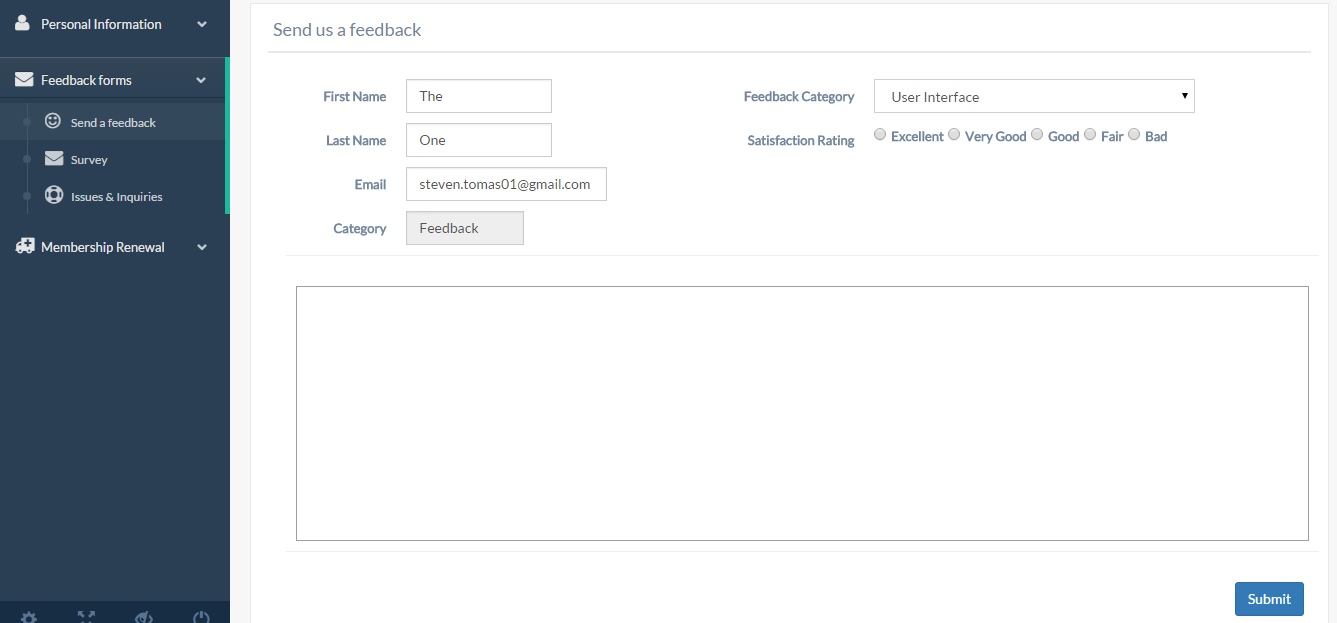 Personal Information
Feedback forms
Send a feedback
Survey
Issues & Inquiries
Membership Renewal
Send us a feedback
First Name The
Last Name One
Email steven.tomas01@gmail.com
Category Feedback
Feedback Category User Interface
Satisfaction Rating Excellent Very Good Good Fair Bad
Submit